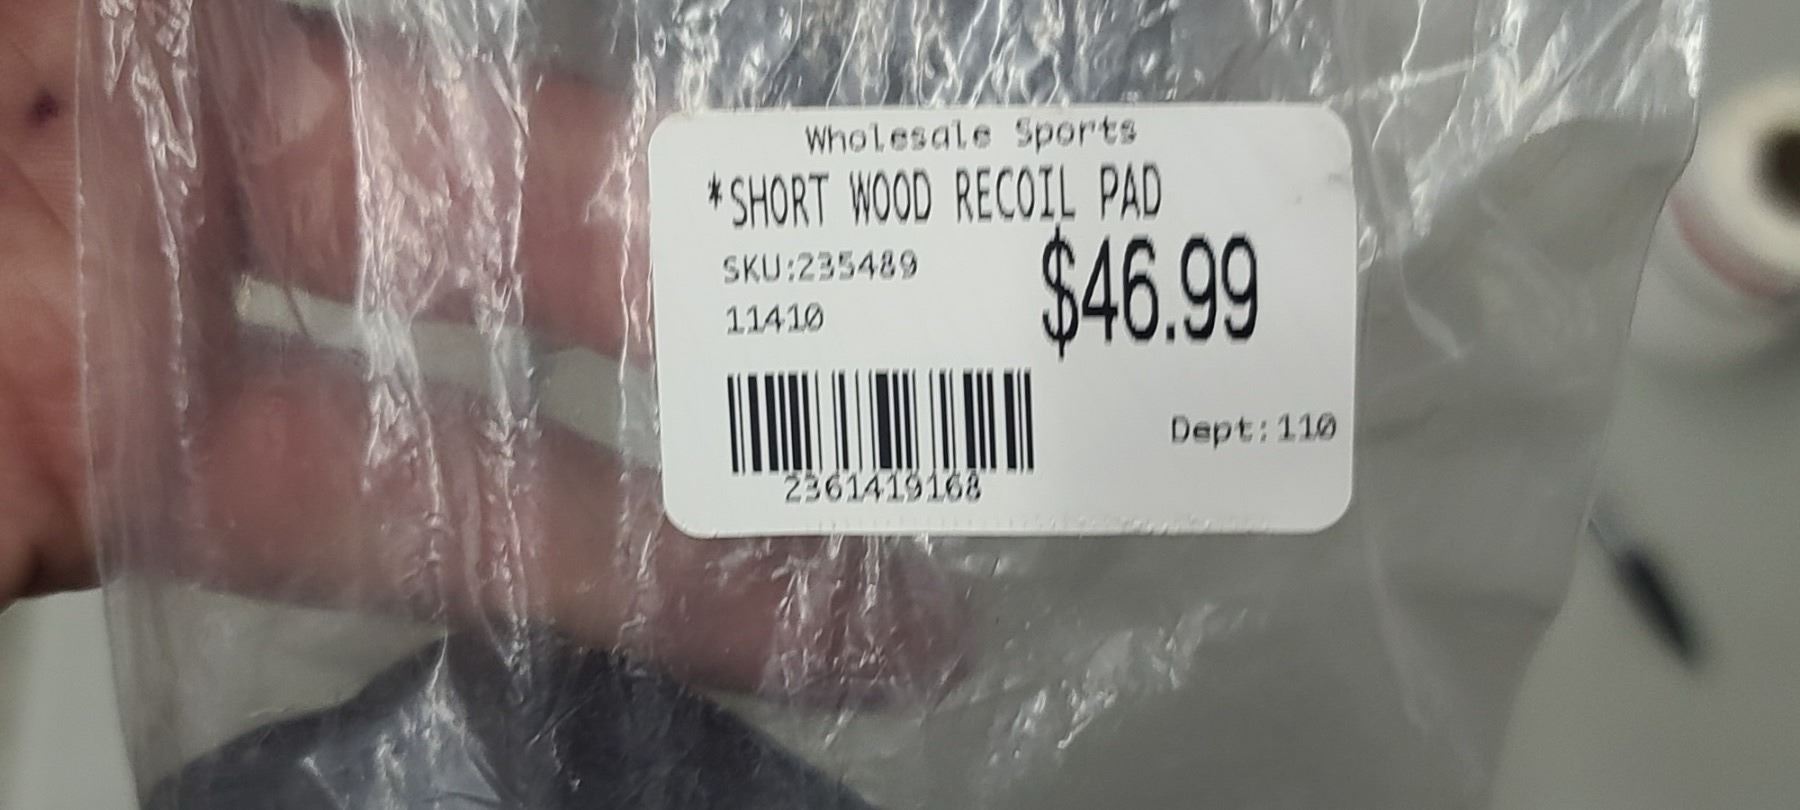 Wholesale Sports
*SHORT WOOD RECOIL PAD
SKU:235489
$46.99
11410
Dept:110
2361419168